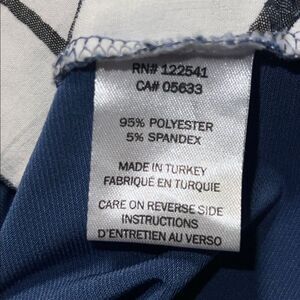 RN# 122541
CA# 05633
95% POLYESTER
5% SPANDEX
MADE IN TURKEY
FABRIQUÉ EN TURQUIE
CARE ON REVERSE SIDE
INSTRUCTIONS
D'ENTRETIEN AU VERSO